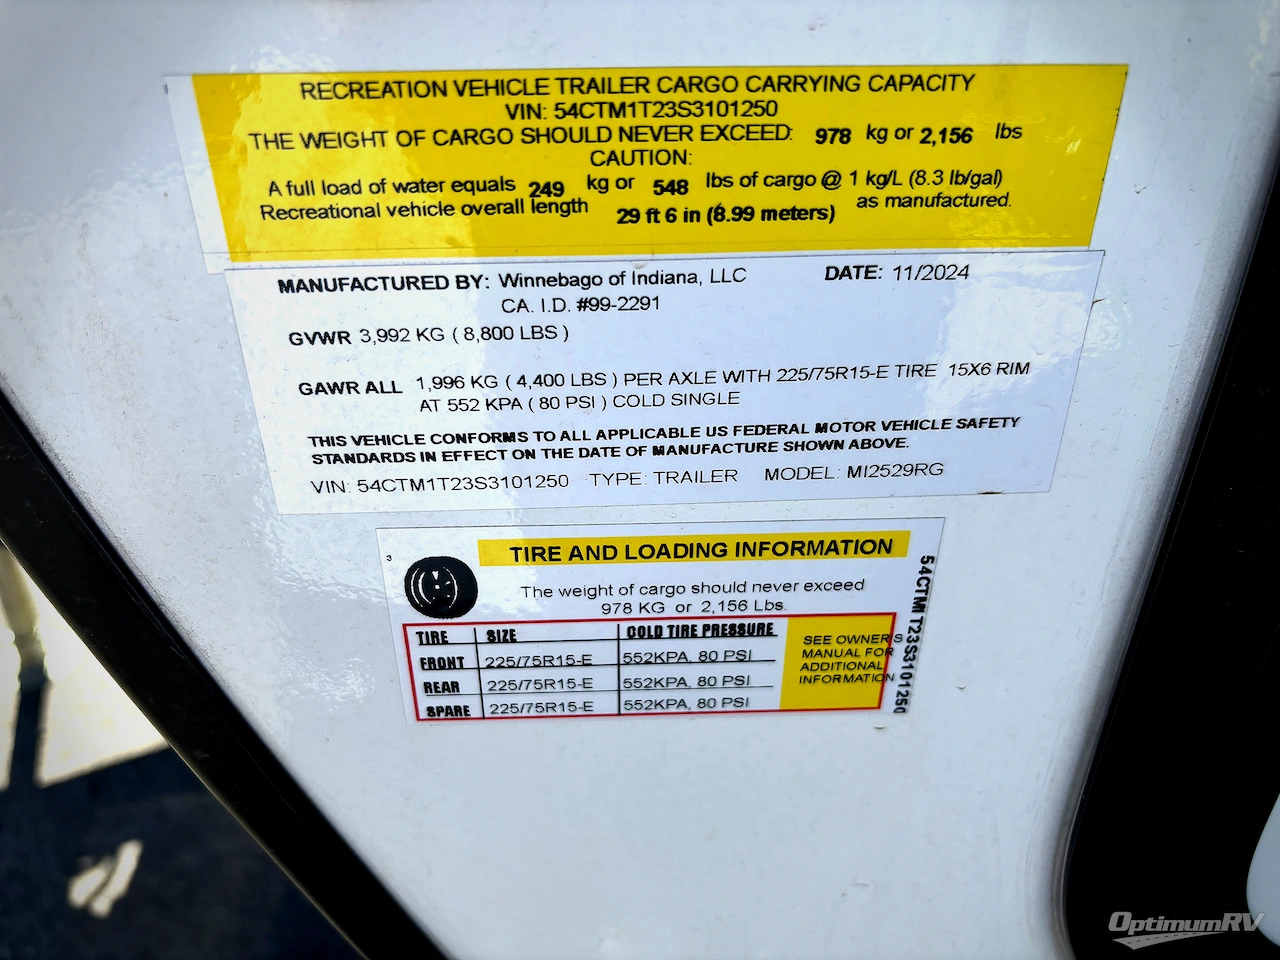 RECREATION VEHICLE TRAILER CARGO CARRYING CAPACITY
VIN: 54CTM1T23S3101250
THE WEIGHT OF CARGO SHOULD NEVER EXCEED: 978 kg or 2,156 lbs
CAUTION:
A full load of water equals 249 kg or 548 lbs of cargo @ 1 kg/L (8.3 lb/gal)
Recreational vehicle overall length 29 ft 6 in (8.99 meters) as manufactured.
MANUFACTURED BY: Winnebago of Indiana, LLC DATE: 11/2024
CA. I.D. #99-2291
GVWR 3,992 KG ( 8,800 LBS )
GAWR ALL 1,996 KG ( 4,400 LBS ) PER AXLE WITH 225/75R15-E TIRE 15X6 RIM
AT 552 KPA ( 80 PSI ) COLD SINGLE
THIS VEHICLE CONFORMS TO ALL APPLICABLE US FEDERAL MOTOR VEHICLE SAFETY
STANDARDS IN EFFECT ON THE DATE OF MANUFACTURE SHOWN ABOVE.
VIN: 54CTM1T23S3101250 TYPE: TRAILER MODEL: MI2529RG
3
TIRE AND LOADING INFORMATION
The weight of cargo should never exceed
978 KG or 2,156 Lbs.
TIRE SIZE COLD TIRE PRESSURE
FRONT 225/75R15-E 552KPA, 80 PSI
REAR 225/75R15-E 552KPA, 80 PSI
SPARE 225/75R15-E 552KPA, 80 PSI
SEE OWNER'S
MANUAL FOR
ADDITIONAL
INFORMATION
54CTM1T23S3101250
OptimumRV